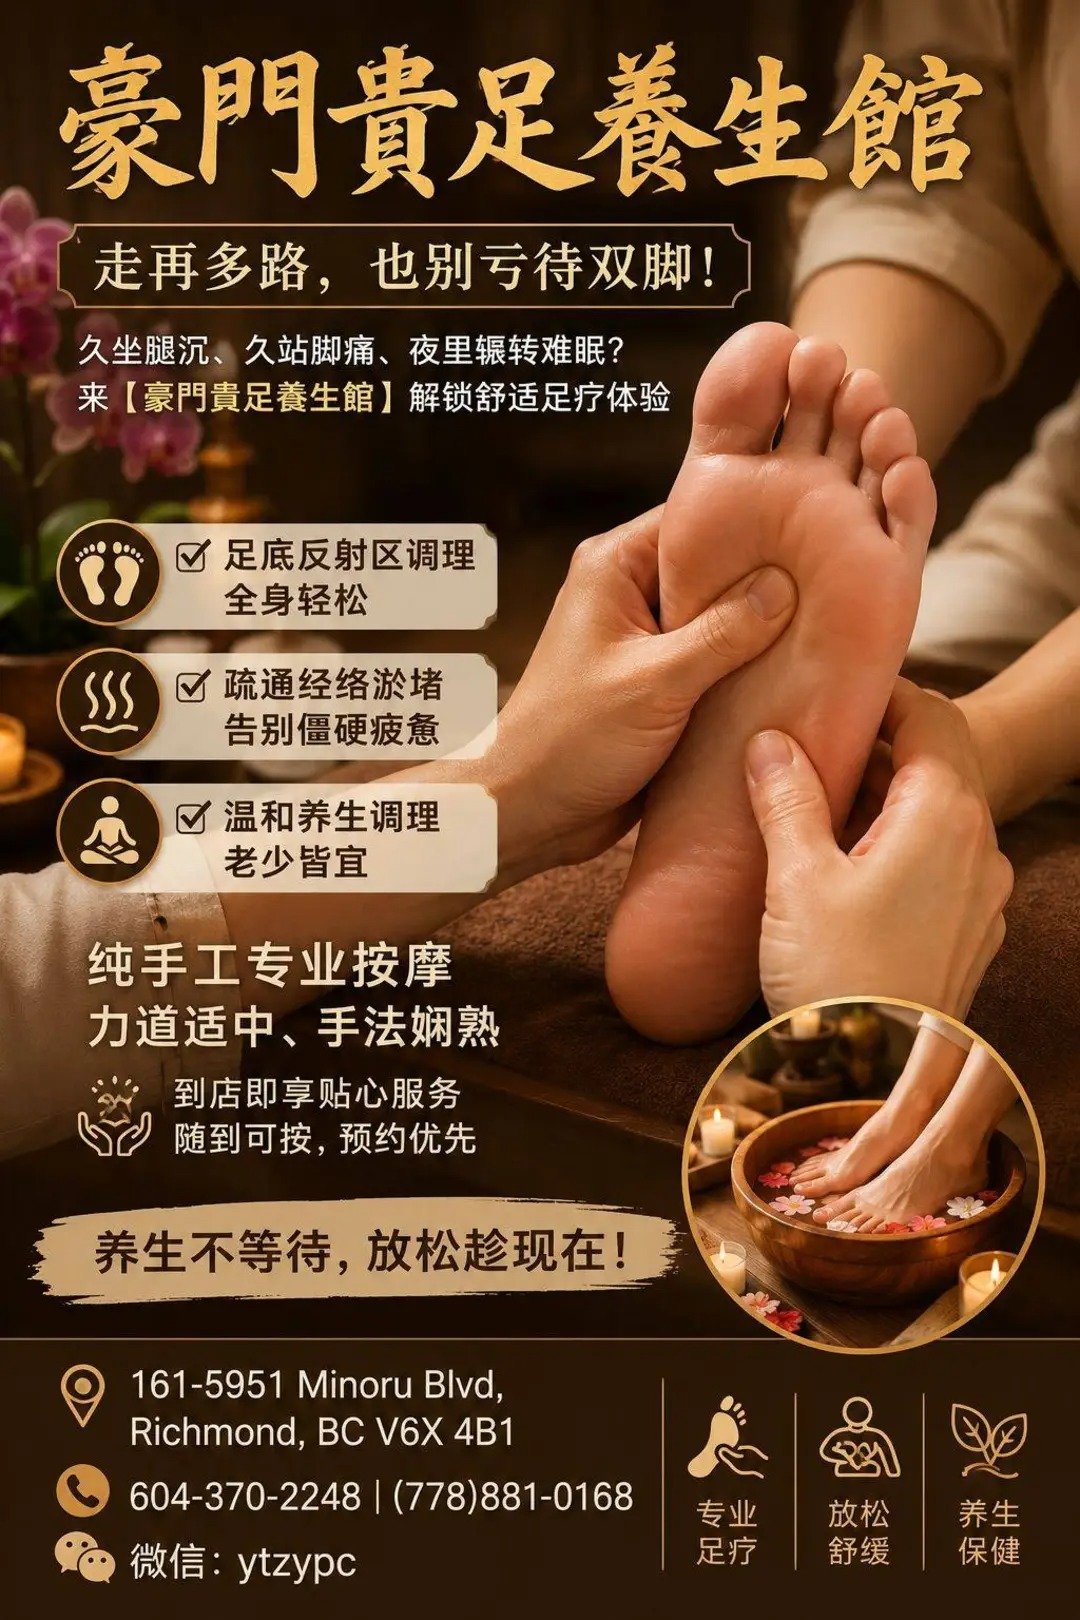 豪門貴足養生館
走再多路，也别亏待双脚！
久坐腿沉、久站脚痛、夜里辗转难眠？
来【豪門貴足養生館】解锁舒适足疗体验
足底反射区调理
全身轻松
疏通经络淤堵
告别僵硬疲惫
温和养生调理
老少皆宜
纯手工专业按摩
力道适中、手法娴熟
到店即享贴心服务
随到可按，预约优先
养生不等待，放松趁现在！
161-5951 Minoru Blvd,
Richmond, BC V6X 4B1
604-370-2248 | (778)881-0168
微信：ytzypc
专业
足疗
放松
舒缓
养生
保健